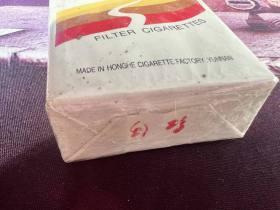 FILTER CIGARETTES
MADE IN HONGHE CIGARETTE FACTORY, YUNNAN